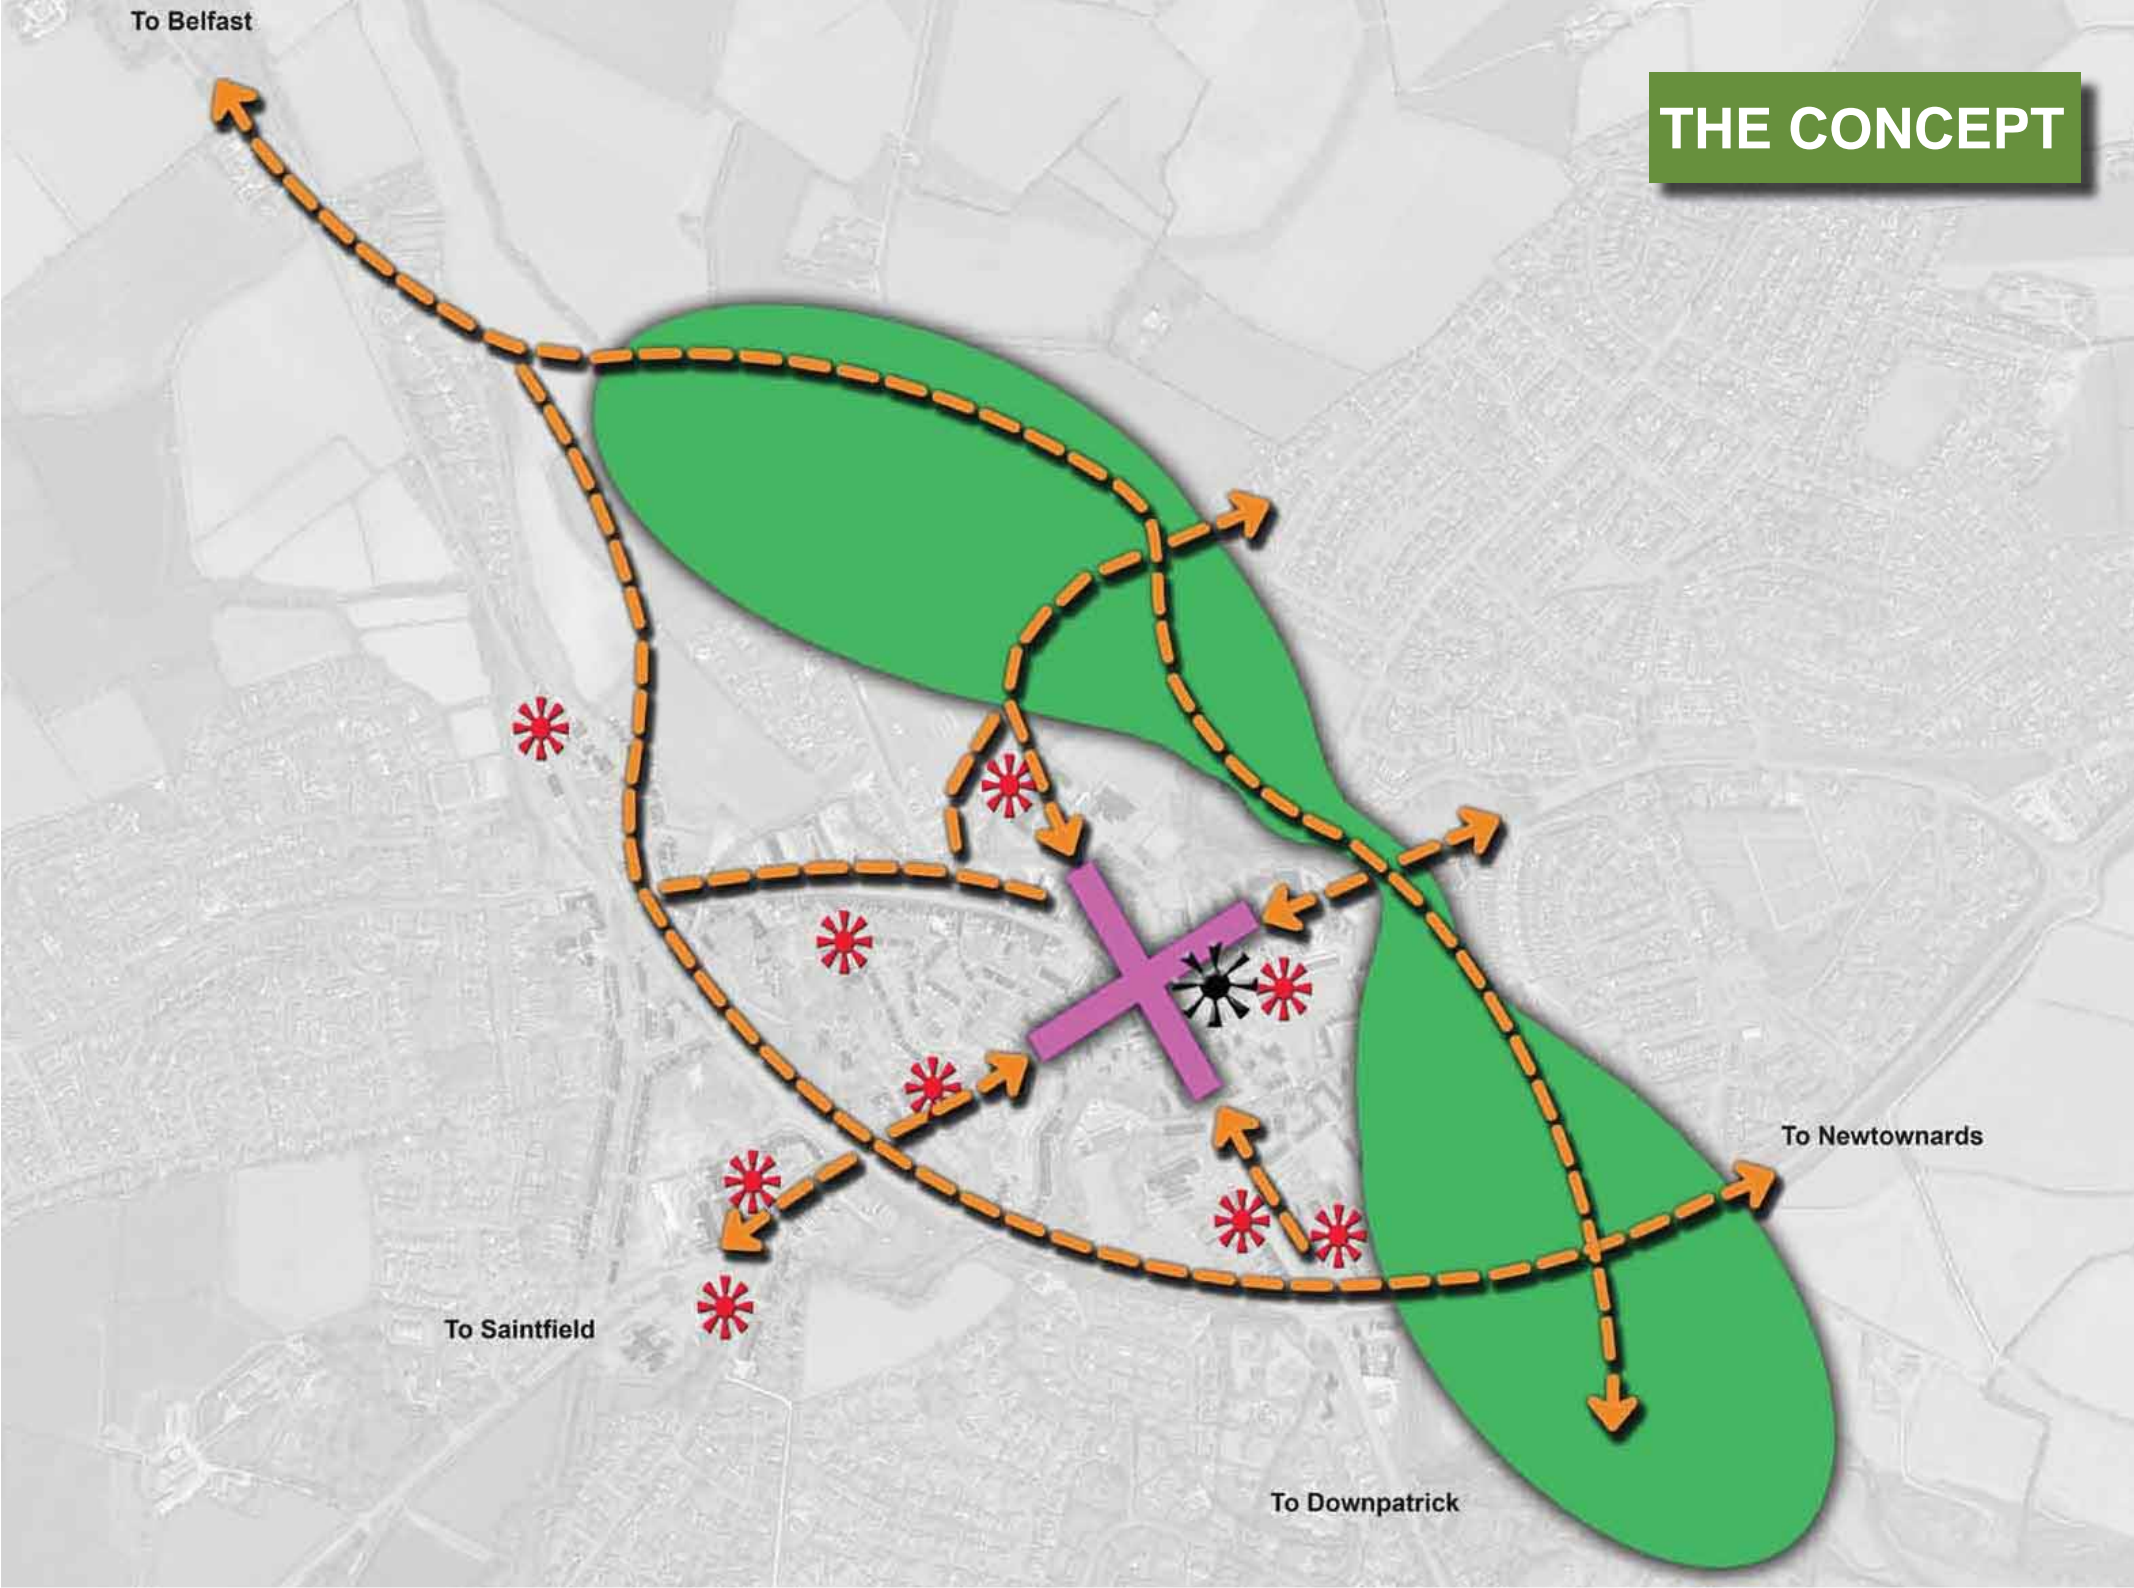 To Belfast
THE CONCEPT
To Newtownards
To Saintfield
To Downpatrick